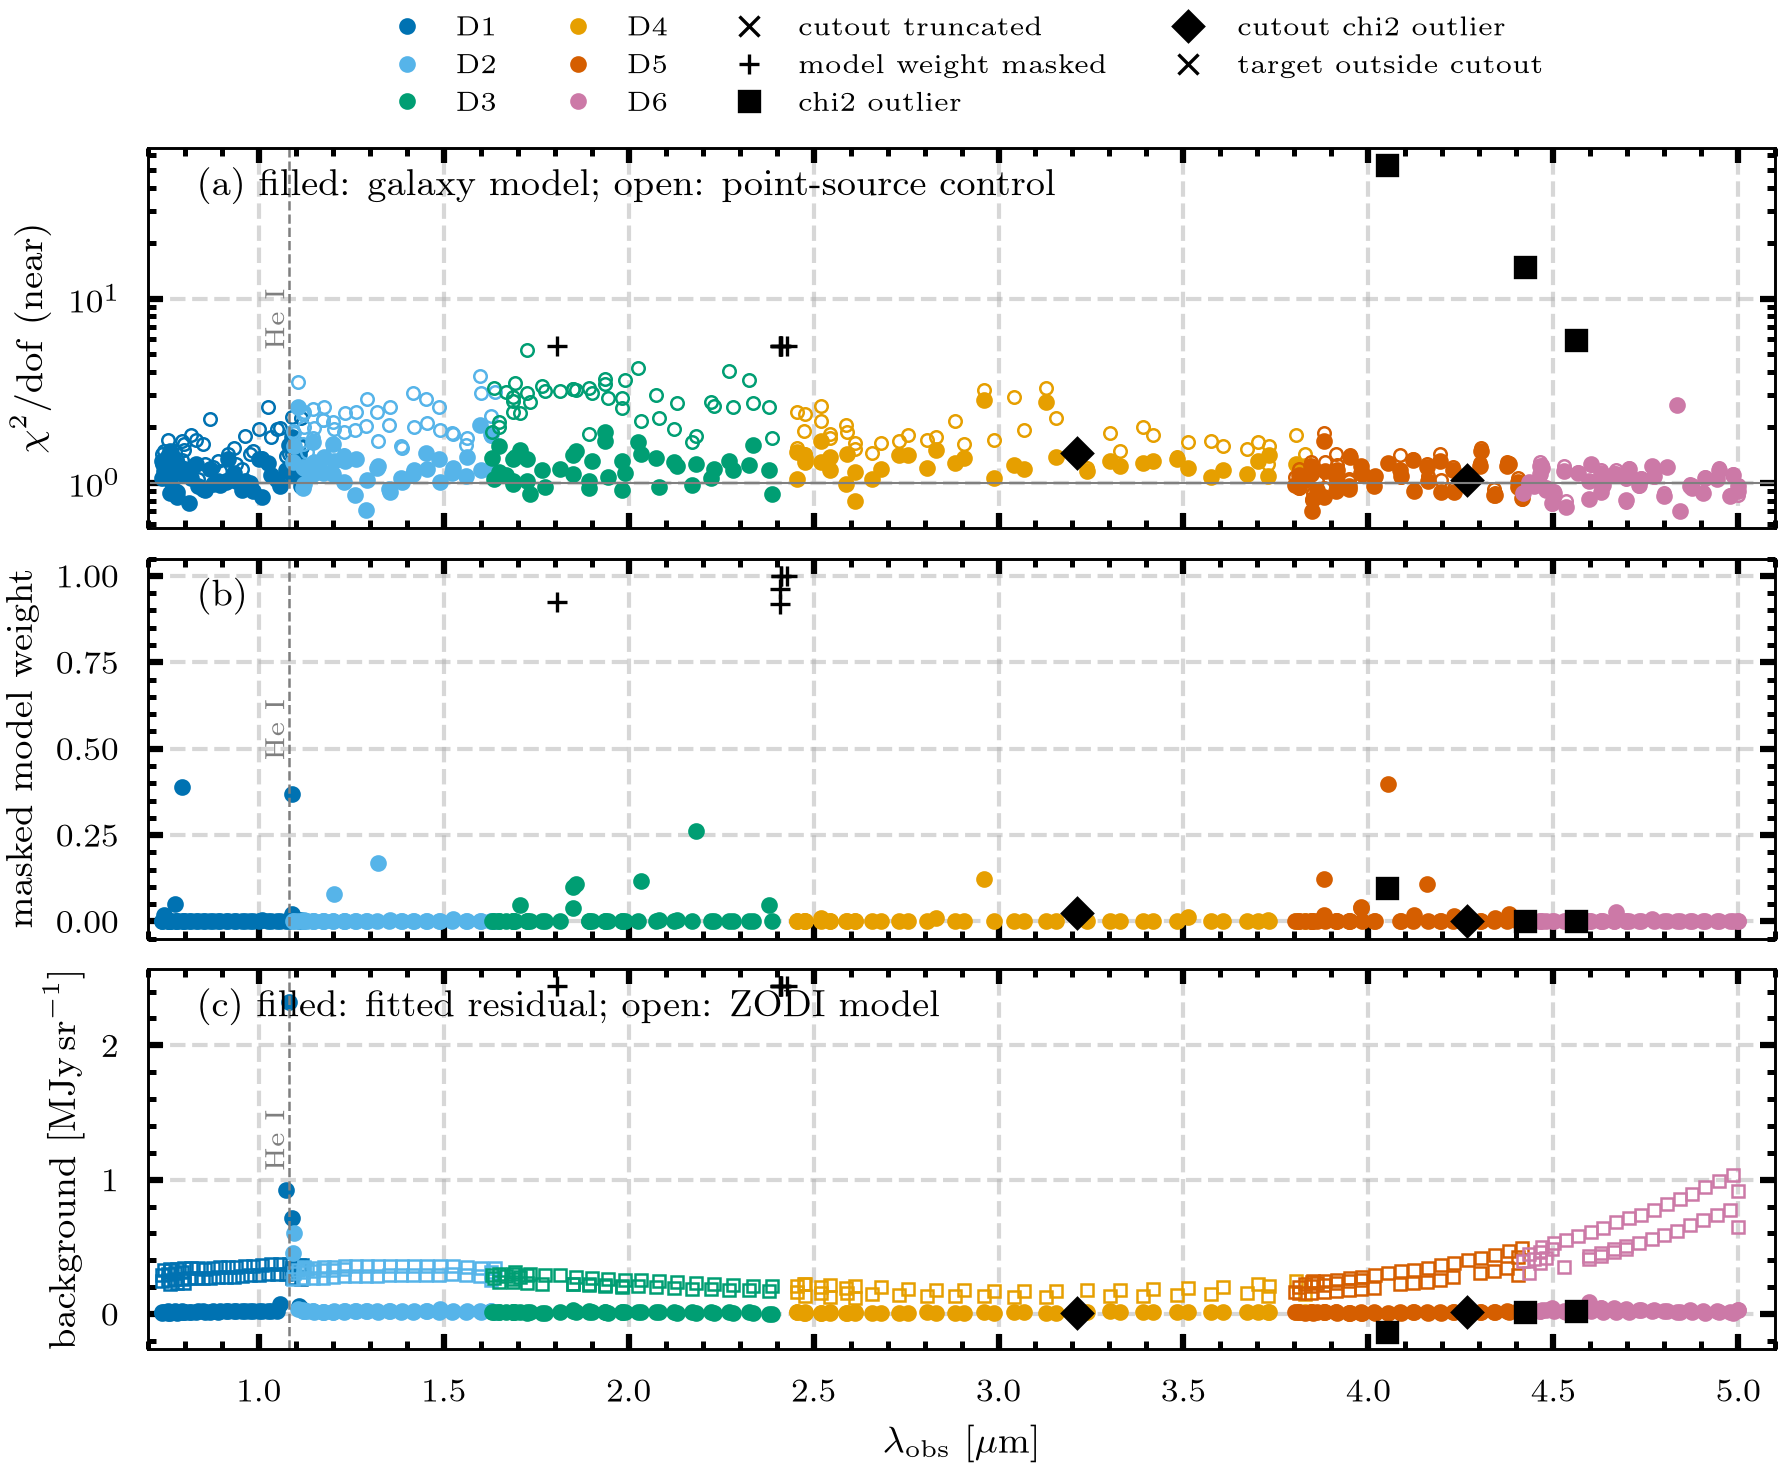 D1 D4 cutout truncated cutout chi2 outlier
D2 D5 model weight masked target outside cutout
D3 D6 chi2 outlier
(a) filled: galaxy model; open: point-source control
He I
χ²/dof (near)
10¹
10⁰
(b)
He I
masked model weight
1.00
0.75
0.50
0.25
0.00
(c) filled: fitted residual; open: ZODI model
He I
background [MJy sr⁻¹]
2
1
0
1.0 1.5 2.0 2.5 3.0 3.5 4.0 4.5 5.0
λobs [μm]